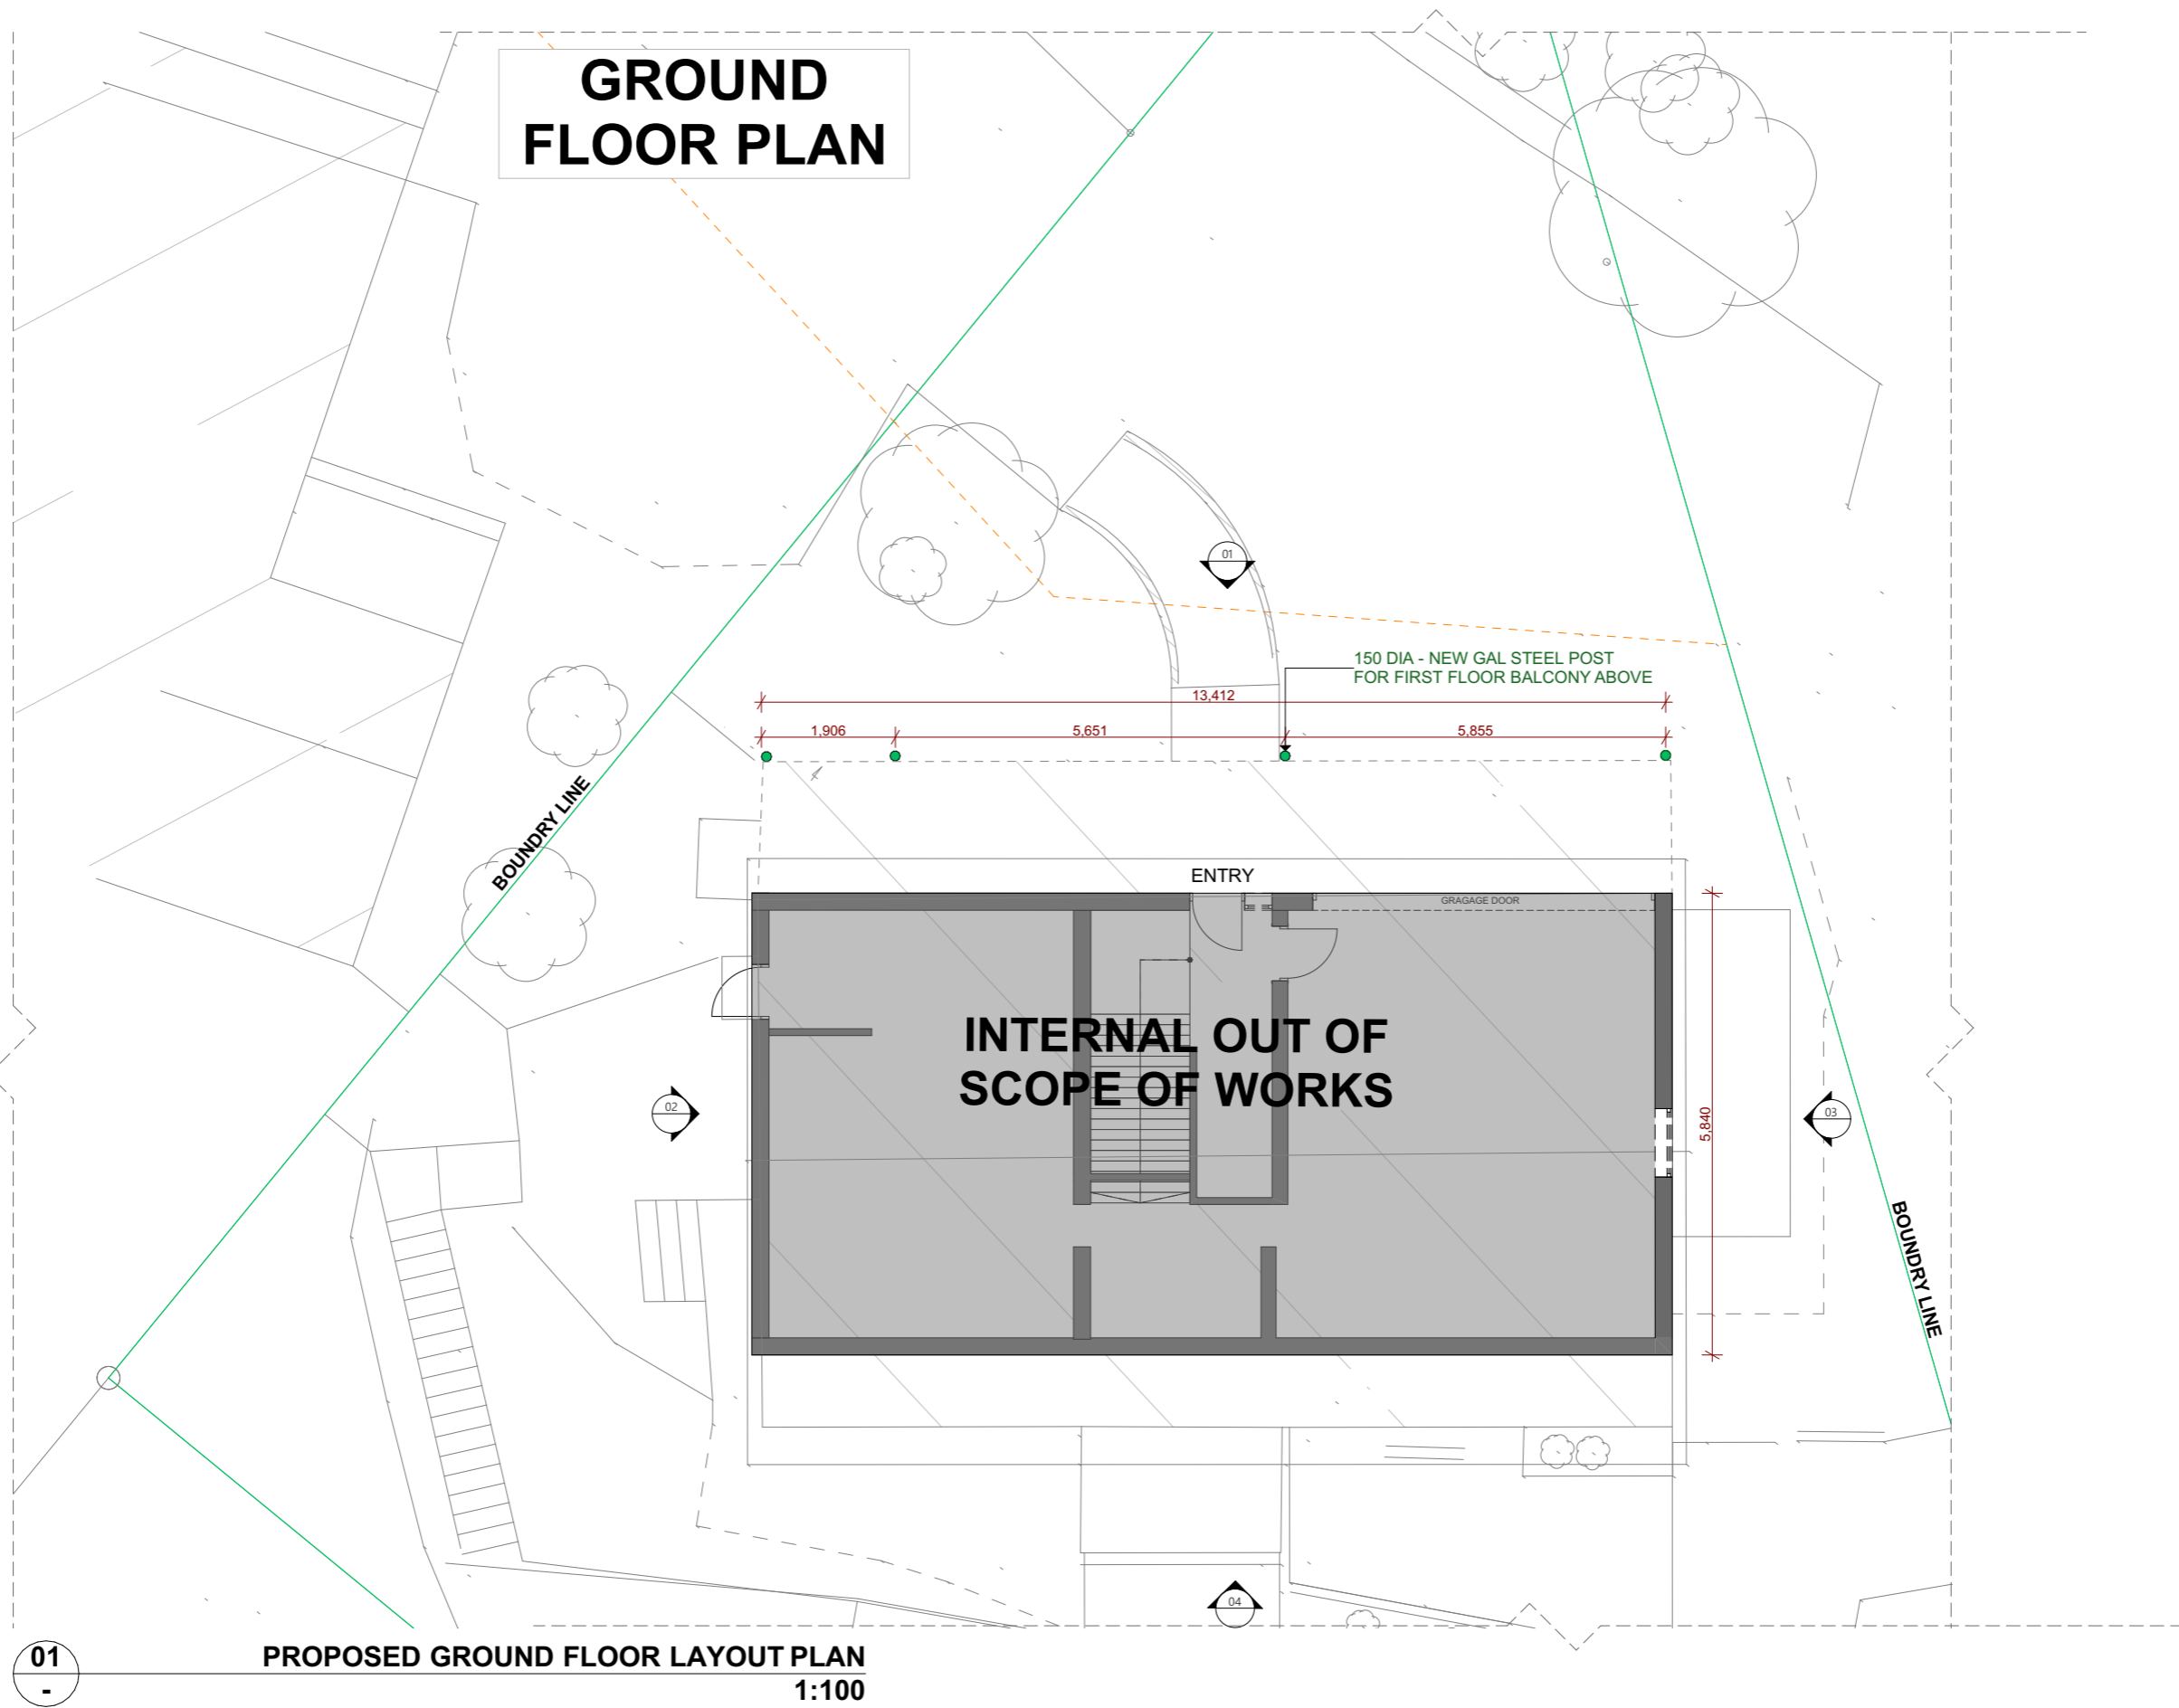 GROUND
FLOOR PLAN
01
150 DIA - NEW GAL STEEL POST
FOR FIRST FLOOR BALCONY ABOVE
13,412
1,906
5,651
5,855
BOUNDRY LINE
ENTRY
GRAGAGE DOOR
INTERNAL OUT OF
SCOPE OF WORKS
02
5,840
03
BOUNDRY LINE
04
01
-
PROPOSED GROUND FLOOR LAYOUT PLAN
1:100